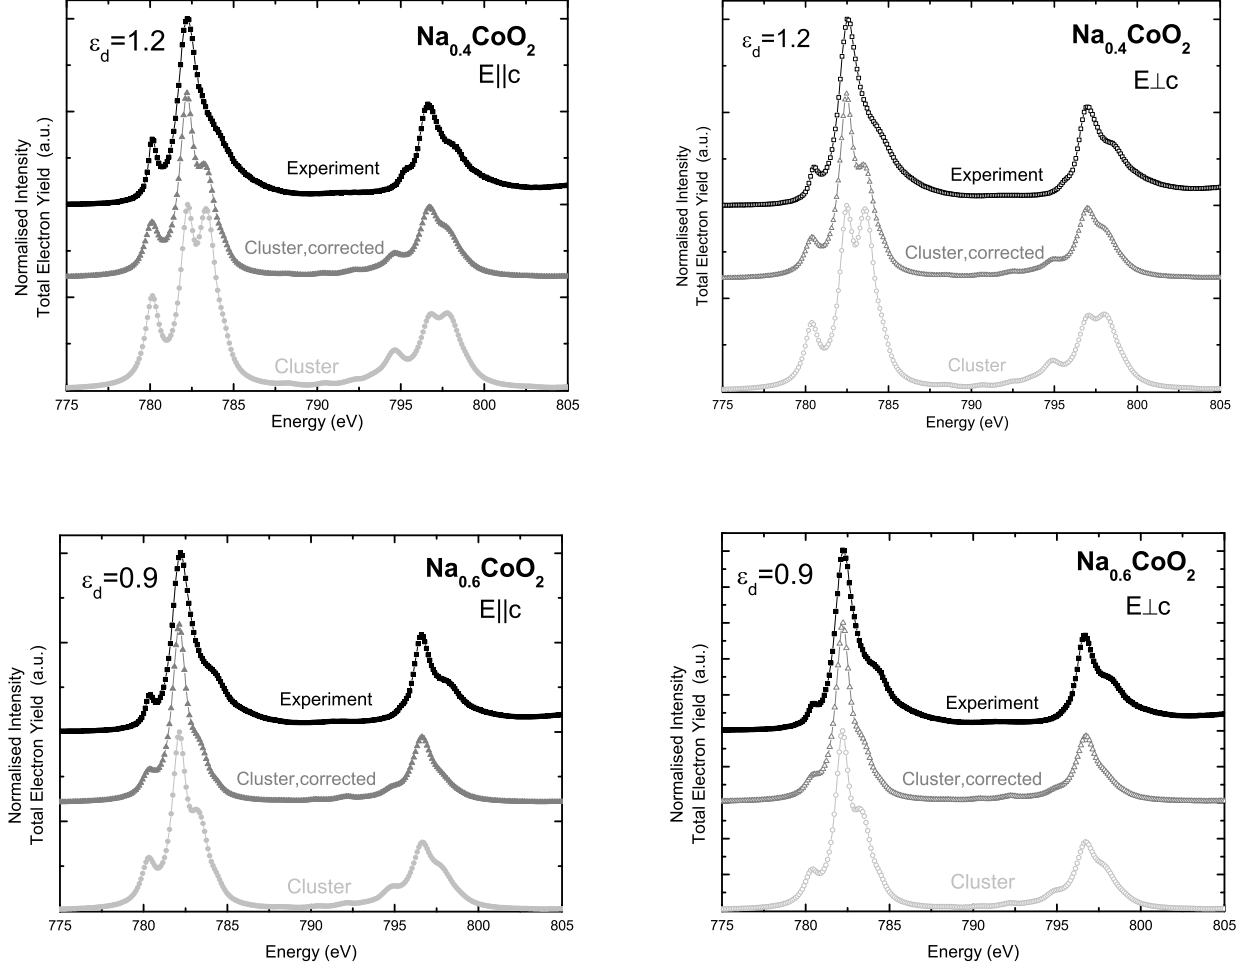 ε_d=1.2
Na_0.4CoO_2
E||c
Experiment
Cluster,corrected
Cluster
Normalised Intensity
Total Electron Yield (a.u.)
775 780 785 790 795 800 805
Energy (eV)
ε_d=1.2
Na_0.4CoO_2
E⊥c
Experiment
Cluster,corrected
Cluster
Normalised Intensity
Total Electron Yield (a.u.)
775 780 785 790 795 800 805
Energy (eV)
ε_d=0.9
Na_0.6CoO_2
E||c
Experiment
Cluster,corrected
Cluster
Normalised Intensity
Total Electron Yield (a.u.)
775 780 785 790 795 800 805
Energy (eV)
ε_d=0.9
Na_0.6CoO_2
E⊥c
Experiment
Cluster,corrected
Cluster
Normalised Intensity
Total Electron Yield (a.u.)
775 780 785 790 795 800 805
Energy (eV)